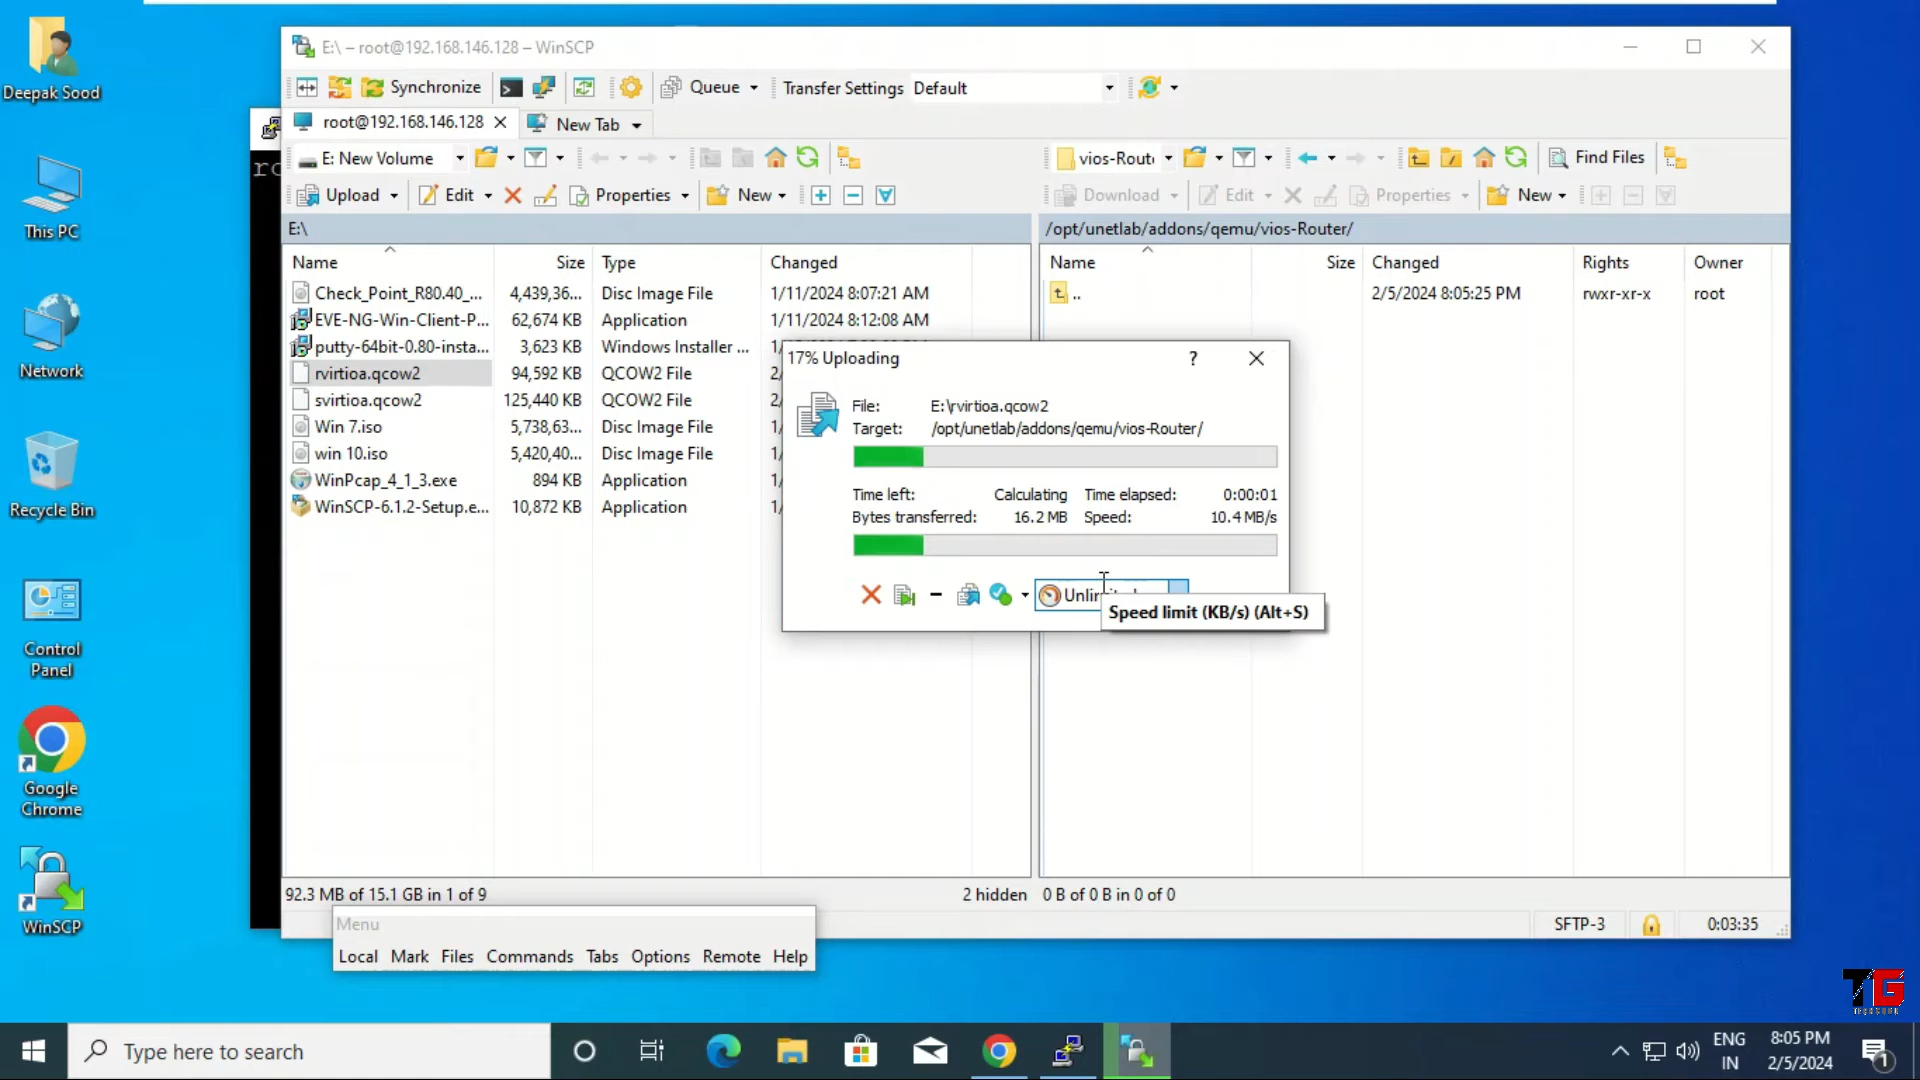 Deepak Sood
This PC
Network
Recycle Bin
Control
Panel
Google
Chrome
WinSCP
E:\ – root@192.168.146.128 – WinSCP
Synchronize Queue Transfer Settings Default
root@192.168.146.128 New Tab
E: New Volume
Upload Edit Properties New
E:\
Name Size Type Changed
Check_Point_R80.40_... 4,439,36... Disc Image File 1/11/2024 8:07:21 AM
EVE-NG-Win-Client-P... 62,674 KB Application 1/11/2024 8:12:08 AM
putty-64bit-0.80-insta... 3,623 KB Windows Installer ...
rvirtioa.qcow2 94,592 KB QCOW2 File 2/
svirtioa.qcow2 125,440 KB QCOW2 File 2/
Win 7.iso 5,738,63... Disc Image File 1/
win 10.iso 5,420,40... Disc Image File 1/
WinPcap_4_1_3.exe 894 KB Application 1/
WinSCP-6.1.2-Setup.e... 10,872 KB Application 1/
92.3 MB of 15.1 GB in 1 of 9 2 hidden
vios-Route Find Files
Download Edit Properties New
/opt/unetlab/addons/qemu/vios-Router/
Name Size Changed Rights Owner
.. 2/5/2024 8:05:25 PM rwxr-xr-x root
0 B of 0 B in 0 of 0
SFTP-3 0:03:35
17% Uploading ?
File: E:\rvirtioa.qcow2
Target: /opt/unetlab/addons/qemu/vios-Router/
Time left: Calculating Time elapsed: 0:00:01
Bytes transferred: 16.2 MB Speed: 10.4 MB/s
Unlimited
Speed limit (KB/s) (Alt+S)
Menu
Local Mark Files Commands Tabs Options Remote Help
TG
Type here to search
ENG
IN
8:05 PM
2/5/2024
1